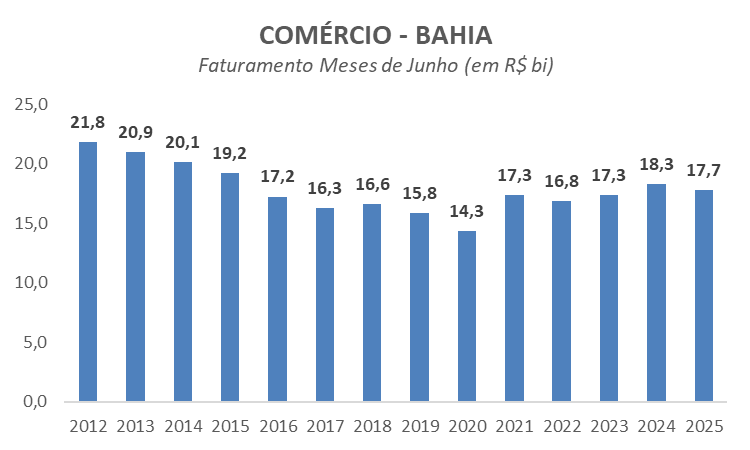 COMÉRCIO - BAHIA
Faturamento Meses de Junho (em R$ bi)
25,0
20,0
15,0
10,0
5,0
0,0
21,8 20,9 20,1 19,2 17,2 16,3 16,6 15,8 14,3 17,3 16,8 17,3 18,3 17,7
2012 2013 2014 2015 2016 2017 2018 2019 2020 2021 2022 2023 2024 2025